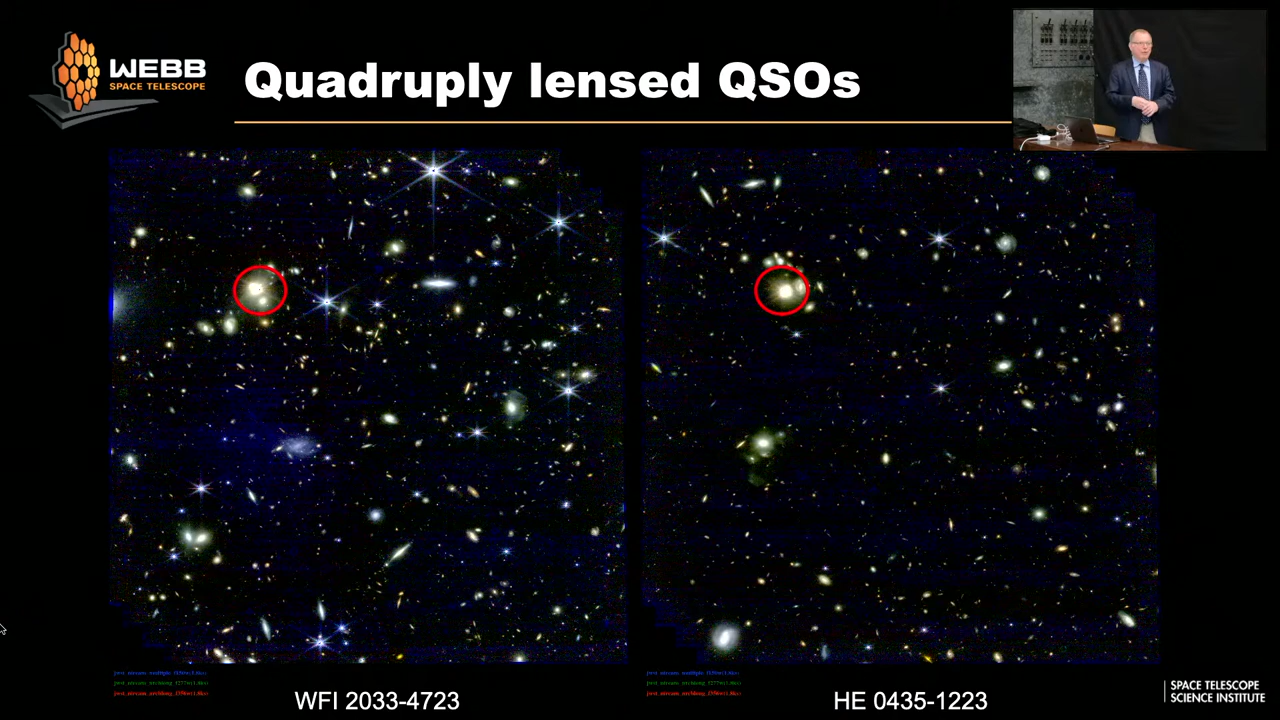 WEBB
SPACE TELESCOPE
Quadruply lensed QSOs
WFI 2033-4723
HE 0435-1223
SPACE TELESCOPE
SCIENCE INSTITUTE